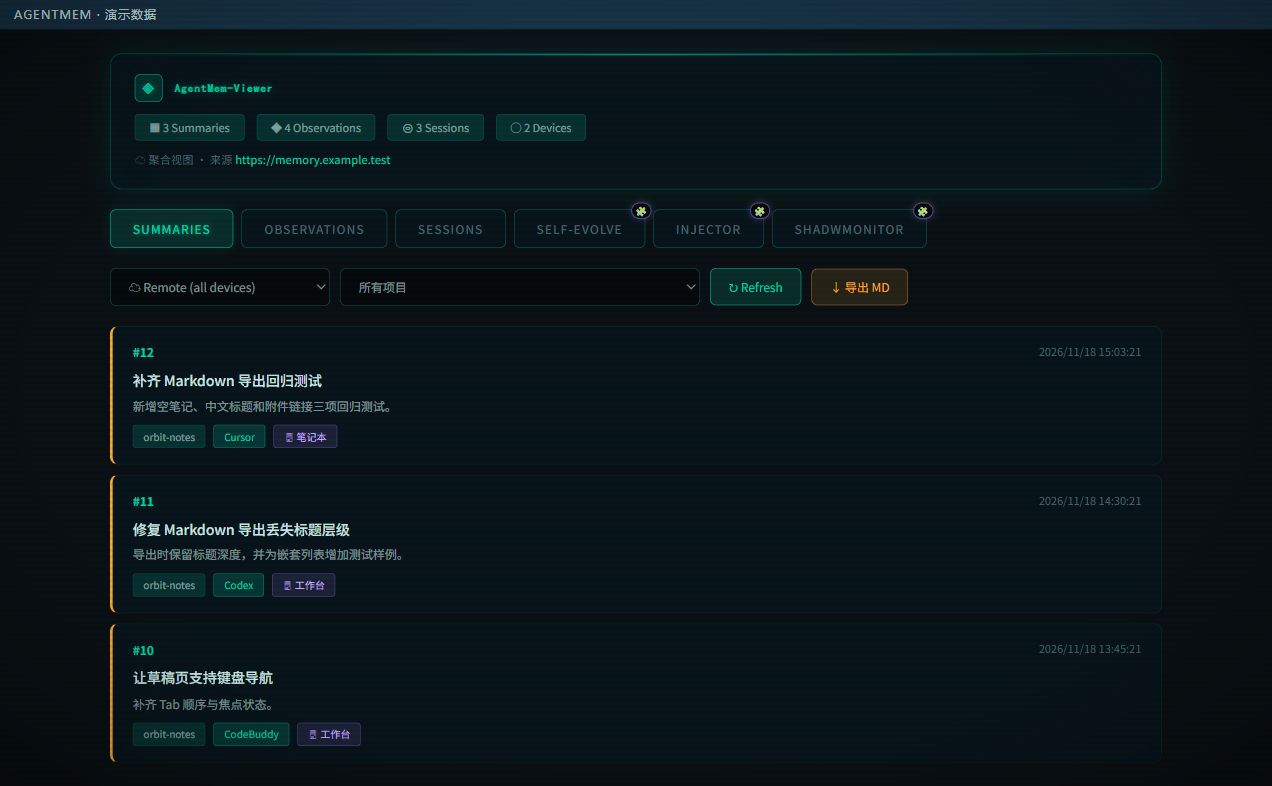 AGENTMEM · 演示数据
AgentMem-Viewer
3 Summaries
4 Observations
3 Sessions
2 Devices
聚合视图 · 来源 https://memory.example.test
SUMMARIES
OBSERVATIONS
SESSIONS
SELF-EVOLVE
INJECTOR
SHADWMONITOR
Remote (all devices)
所有项目
↻ Refresh
↓ 导出 MD
#12
2026/11/18 15:03:21
补齐 Markdown 导出回归测试
新增空笔记、中文标题和附件链接三项回归测试。
orbit-notes
Cursor
笔记本
#11
2026/11/18 14:30:21
修复 Markdown 导出丢失标题层级
导出时保留标题深度，并为嵌套列表增加测试样例。
orbit-notes
Codex
工作台
#10
2026/11/18 13:45:21
让草稿页支持键盘导航
补齐 Tab 顺序与焦点状态。
orbit-notes
CodeBuddy
工作台